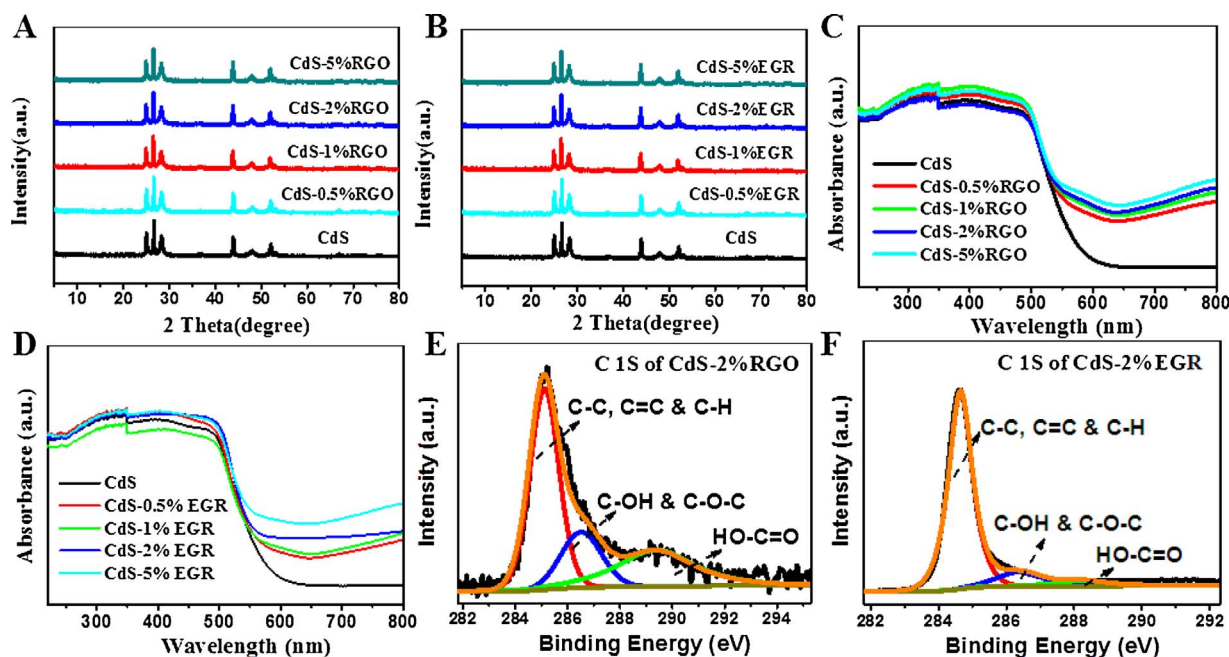 A
CdS-5%RGO
CdS-2%RGO
CdS-1%RGO
CdS-0.5%RGO
CdS
Intensity(a.u.)
10 20 30 40 50 60 70 80
2 Theta(degree)
B
CdS-5%EGR
CdS-2%EGR
CdS-1%EGR
CdS-0.5%EGR
CdS
Intensity(a.u.)
10 20 30 40 50 60 70 80
2 Theta(degree)
C
CdS
CdS-0.5%RGO
CdS-1%RGO
CdS-2%RGO
CdS-5%RGO
Absorbance (a.u.)
300 400 500 600 700 800
Wavelength (nm)
D
CdS
CdS-0.5% EGR
CdS-1% EGR
CdS-2% EGR
CdS-5% EGR
Absorbance (a.u.)
300 400 500 600 700 800
Wavelength (nm)
E
C 1S of CdS-2%RGO
C-C, C=C & C-H
C-OH & C-O-C
HO-C=O
Intensity (a.u.)
282 284 286 288 290 292 294
Binding Energy (eV)
F
C 1S of CdS-2%EGR
C-C, C=C & C-H
C-OH & C-O-C
HO-C=O
Intensity (a.u.)
282 284 286 288 290 292
Binding Energy (eV)